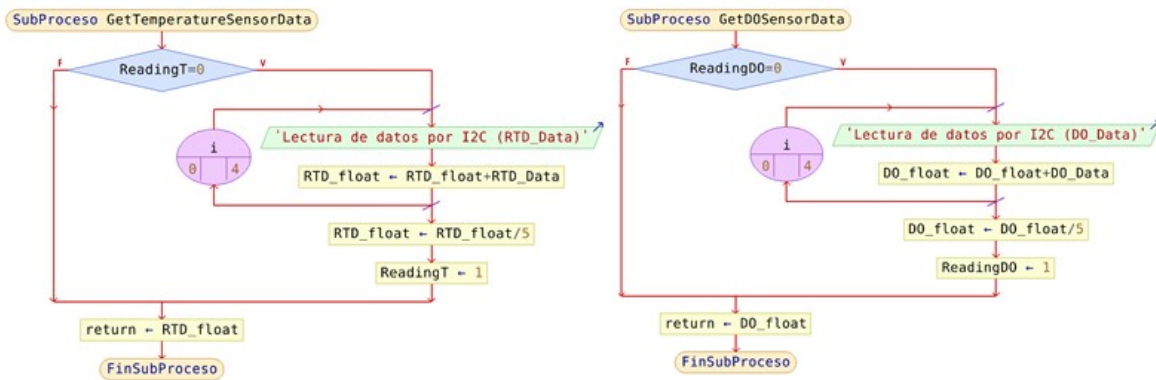 SubProceso GetTemperatureSensorData
F
ReadingT=0
V
'Lectura de datos por I2C (RTD_Data)'
i
0
4
RTD_float ← RTD_float+RTD_Data
RTD_float ← RTD_float/5
ReadingT ← 1
return ← RTD_float
FinSubProceso
SubProceso GetDOSensorData
F
ReadingDO=0
V
'Lectura de datos por I2C (DO_Data)'
i
0
4
DO_float ← DO_float+DO_Data
DO_float ← DO_float/5
ReadingDO ← 1
return ← DO_float
FinSubProceso